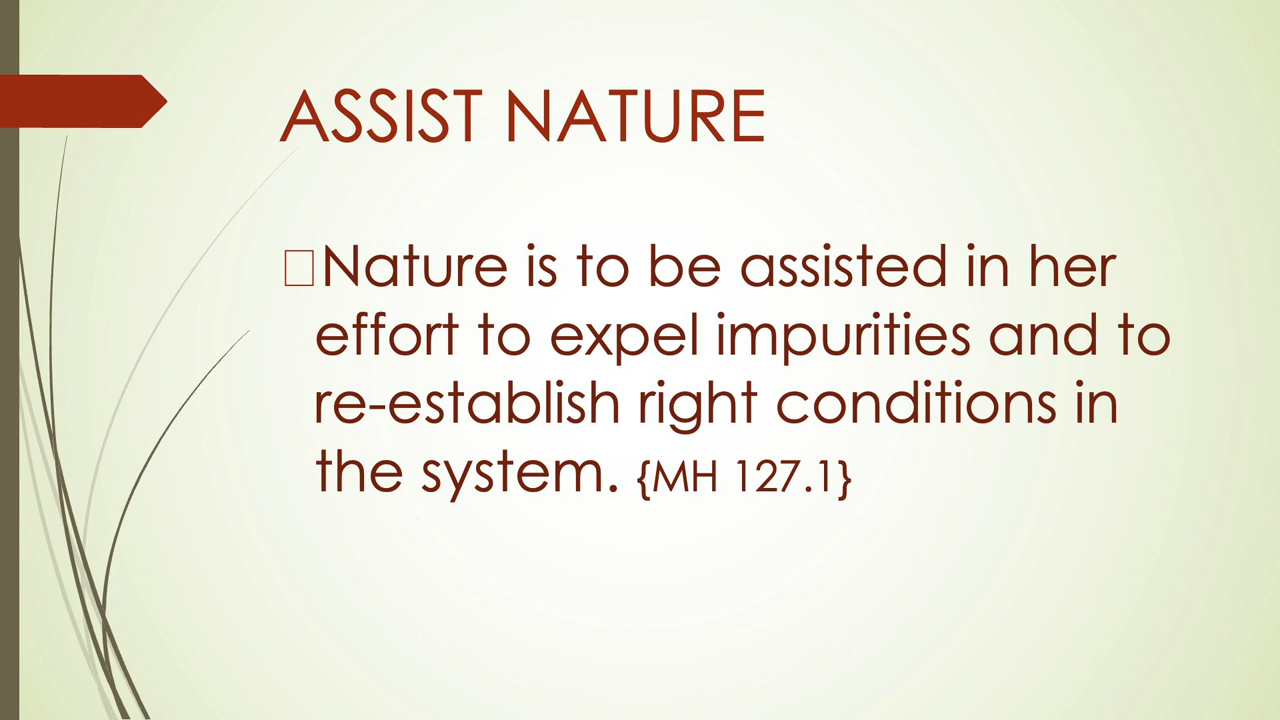 ASSIST NATURE
□Nature is to be assisted in her
effort to expel impurities and to
re-establish right conditions in
the system. {MH 127.1}